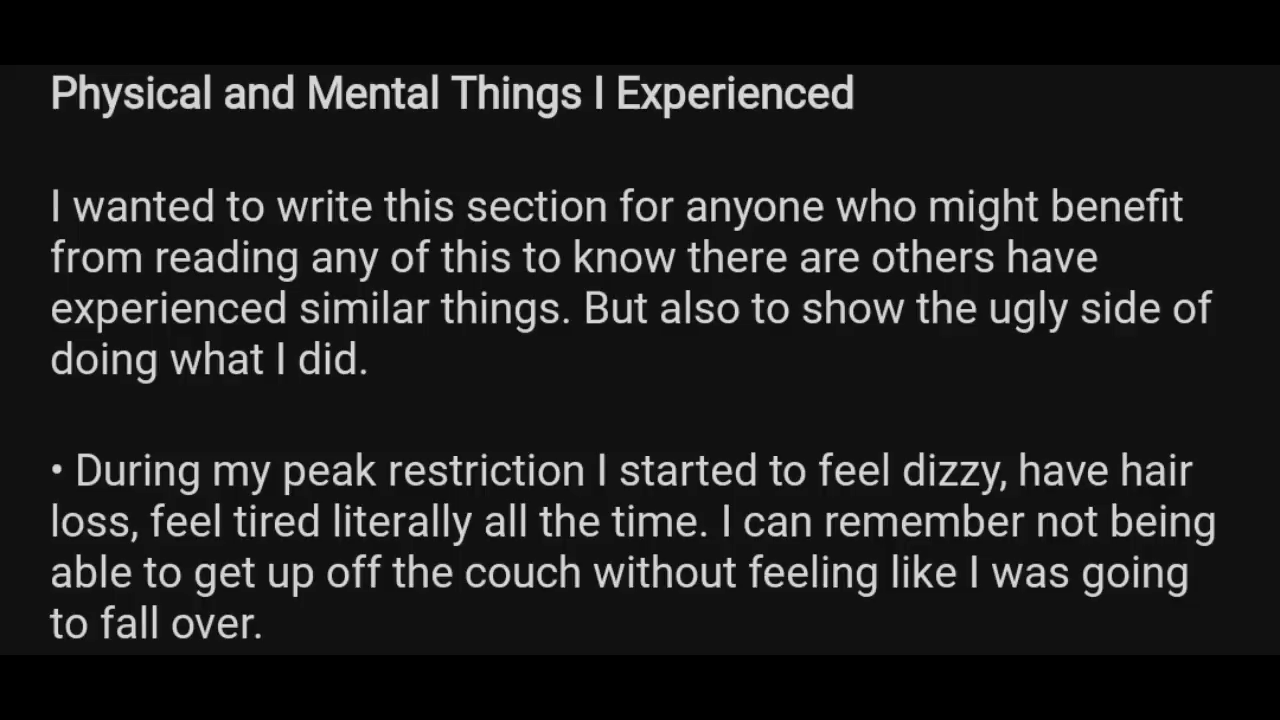 Physical and Mental Things I Experienced
I wanted to write this section for anyone who might benefit
from reading any of this to know there are others have
experienced similar things. But also to show the ugly side of
doing what I did.
• During my peak restriction I started to feel dizzy, have hair
loss, feel tired literally all the time. I can remember not being
able to get up off the couch without feeling like I was going
to fall over.